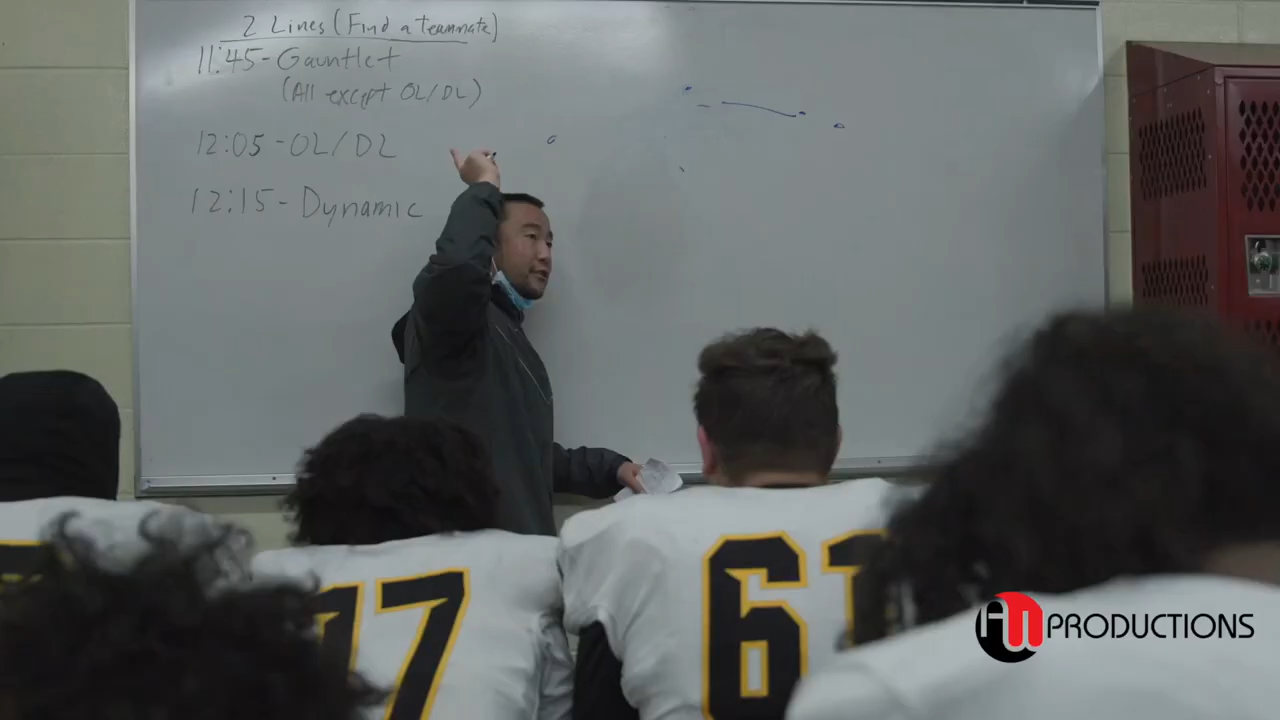 2 Lines (Find a teammate)
11:45-Gauntlet
(All except OL/DL)
12:05-OL/DL
12:15-Dynamic
77
61
PRODUCTIONS